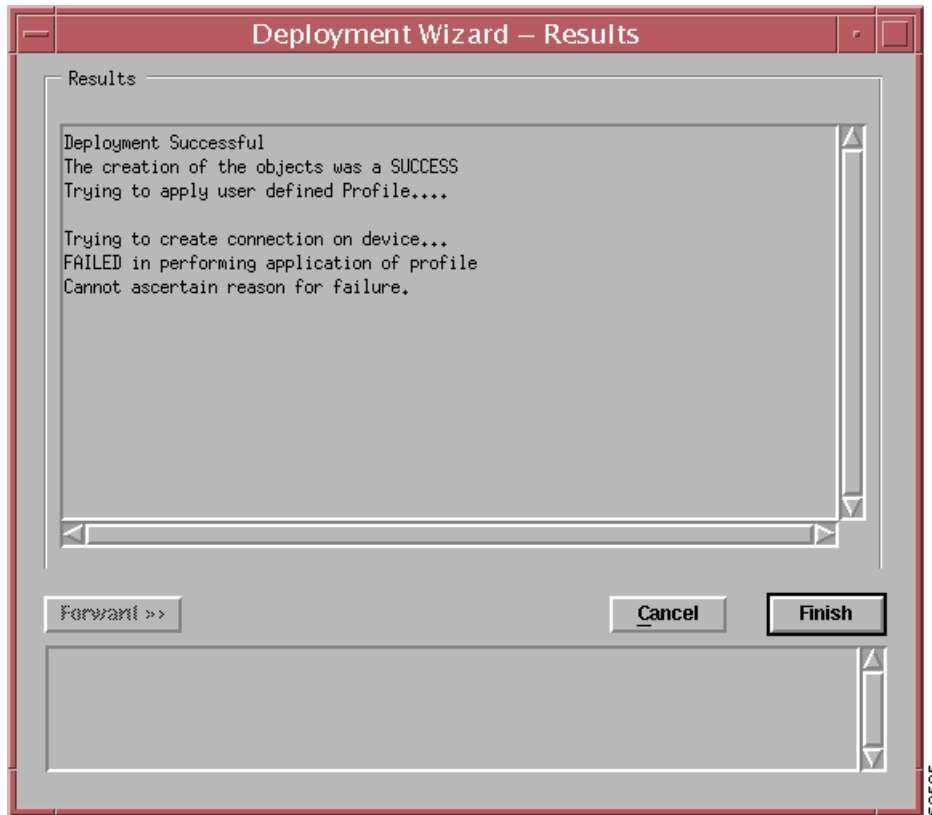 Deployment Wizard – Results
Results
Deployment Successful
The creation of the objects was a SUCCESS
Trying to apply user defined Profile....
Trying to create connection on device...
FAILED in performing application of profile
Cannot ascertain reason for failure.
Forward >>
Cancel
Finish